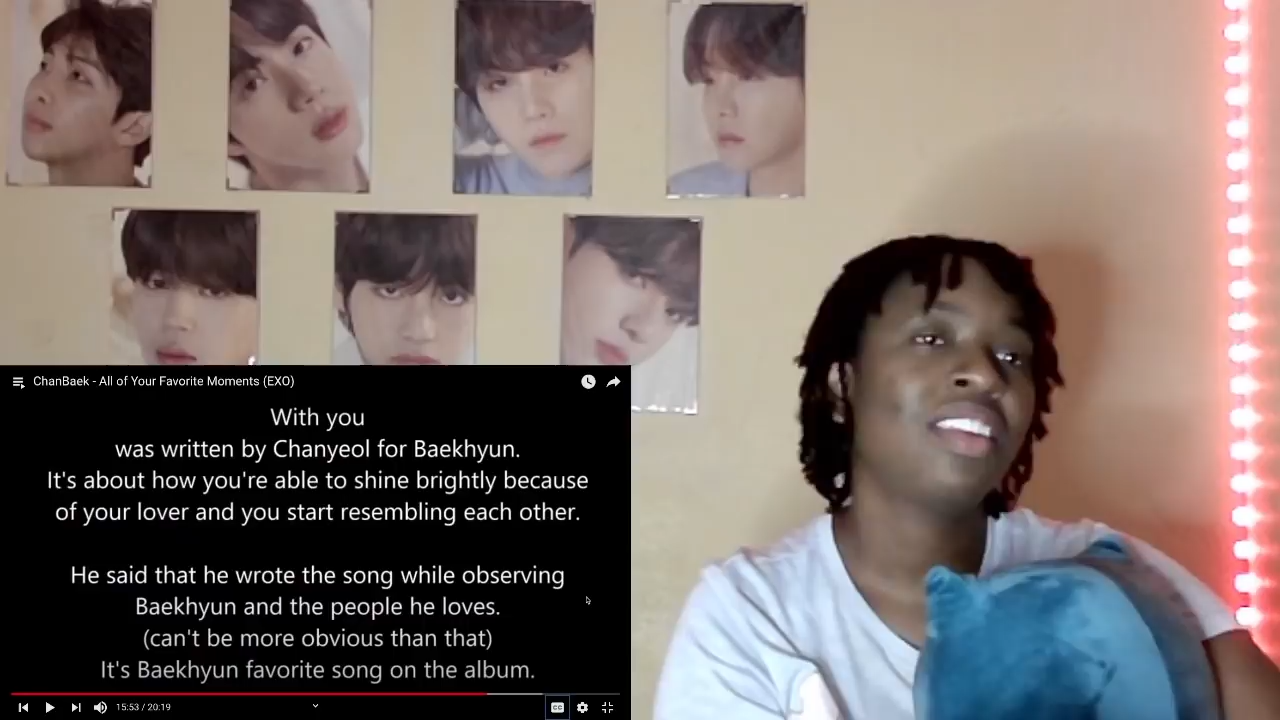 ChanBaek - All of Your Favorite Moments (EXO)
With you
was written by Chanyeol for Baekhyun.
It's about how you're able to shine brightly because
of your lover and you start resembling each other.
He said that he wrote the song while observing
Baekhyun and the people he loves.
(can't be more obvious than that)
It's Baekhyun favorite song on the album.
15:53 / 20:19
CC